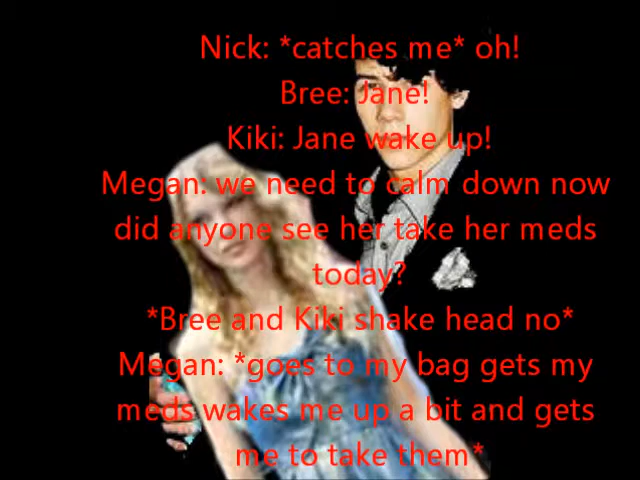 Nick: *catches me* oh!
Bree: Jane!
Kiki: Jane wake up!
Megan: we need to calm down now
did anyone see her take her meds
today?
*Bree and Kiki shake head no*
Megan: *goes to my bag gets my
meds wakes me up a bit and gets
me to take them*